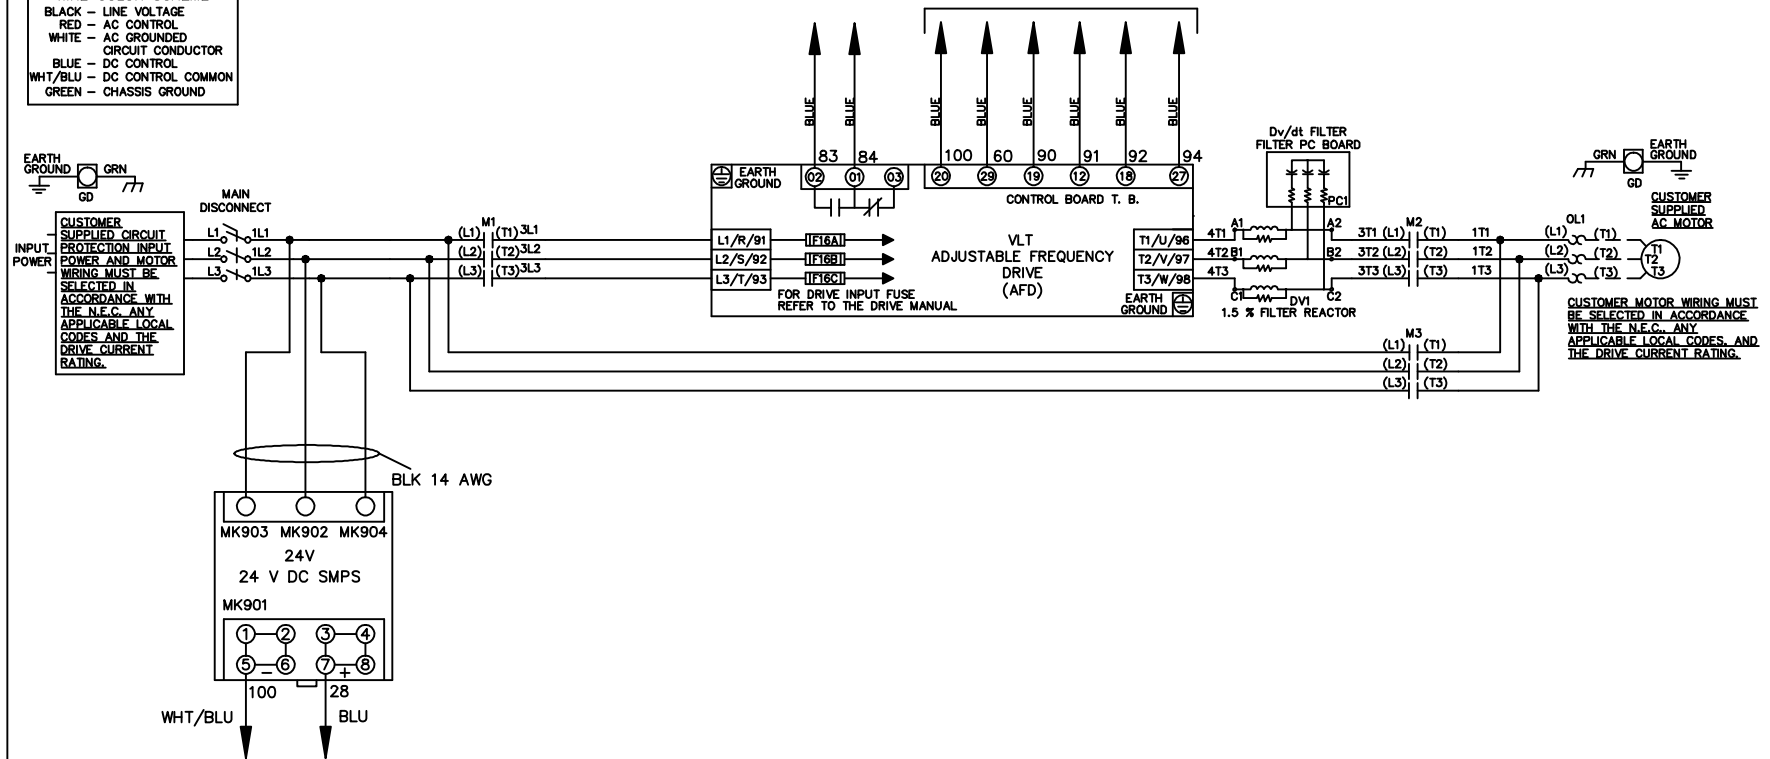 BLACK – LINE VOLTAGE
RED – AC CONTROL
WHITE – AC GROUNDED
CIRCUIT CONDUCTOR
BLUE – DC CONTROL
WHT/BLU – DC CONTROL COMMON
GREEN – CHASSIS GROUND
BLUE
BLUE
BLUE
BLUE
BLUE
BLUE
BLUE
BLUE
83 84
100 60 90 91 92 94
02 01 03
20 29 19 12 18 27
EARTH
GROUND
GRN
GD
MAIN
DISCONNECT
INPUT
POWER
CUSTOMER
SUPPLIED CIRCUIT
PROTECTION INPUT
POWER AND MOTOR
WIRING MUST BE
SELECTED IN
ACCORDANCE WITH
THE N.E.C. ANY
APPLICABLE LOCAL
CODES AND THE
DRIVE CURRENT
RATING.
L1 1L1
L2 1L2
L3 1L3
M1
(L1) (T1) 3L1
(L2) (T2) 3L2
(L3) (T3) 3L3
EARTH
GROUND
CONTROL BOARD T. B.
L1/R/91 F16A
L2/S/92 F16B
L3/T/93 F16C
FOR DRIVE INPUT FUSE
REFER TO THE DRIVE MANUAL
VLT
ADJUSTABLE FREQUENCY
DRIVE
(AFD)
T1/U/96
T2/V/97
T3/W/98
EARTH
GROUND
Dv/dt FILTER
FILTER PC BOARD
PC1
4T1 A1 A2
4T2 B1 B2
4T3 C1 C2
DV1
1.5 % FILTER REACTOR
M2
3T1 (L1) (T1) 1T1
3T2 (L2) (T2) 1T2
3T3 (L3) (T3) 1T3
M3
(L1) (T1)
(L2) (T2)
(L3) (T3)
OL1
(L1) (T1)
(L2) (T2)
(L3) (T3)
T1
T2
T3
GRN
EARTH
GROUND
GD
CUSTOMER
SUPPLIED
AC MOTOR
CUSTOMER MOTOR WIRING MUST
BE SELECTED IN ACCORDANCE
WITH THE N.E.C., ANY
APPLICABLE LOCAL CODES, AND
THE DRIVE CURRENT RATING.
BLK 14 AWG
MK903 MK902 MK904
24V
24 V DC SMPS
MK901
1 2 3 4
5 – 6 7 + 8
100 28
WHT/BLU BLU